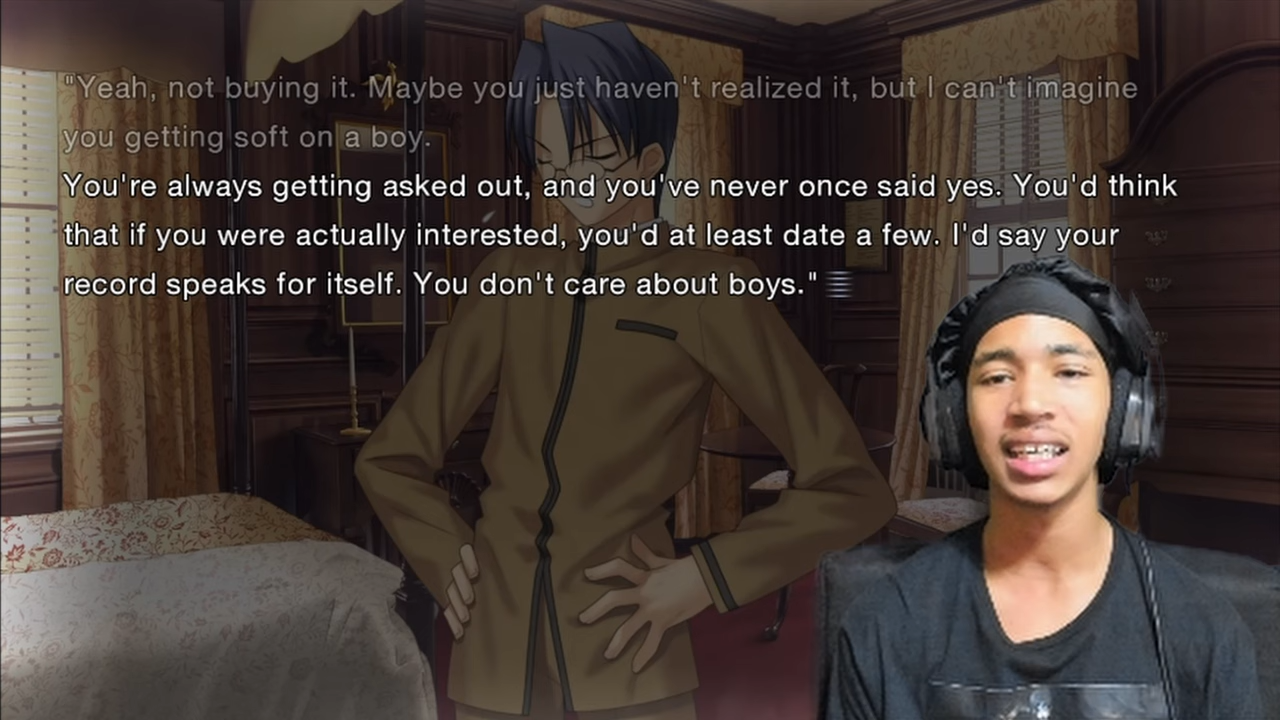 "Yeah, not buying it. Maybe you just haven't realized it, but I can't imagine
you getting soft on a boy.
You're always getting asked out, and you've never once said yes. You'd think
that if you were actually interested, you'd at least date a few. I'd say your
record speaks for itself. You don't care about boys."